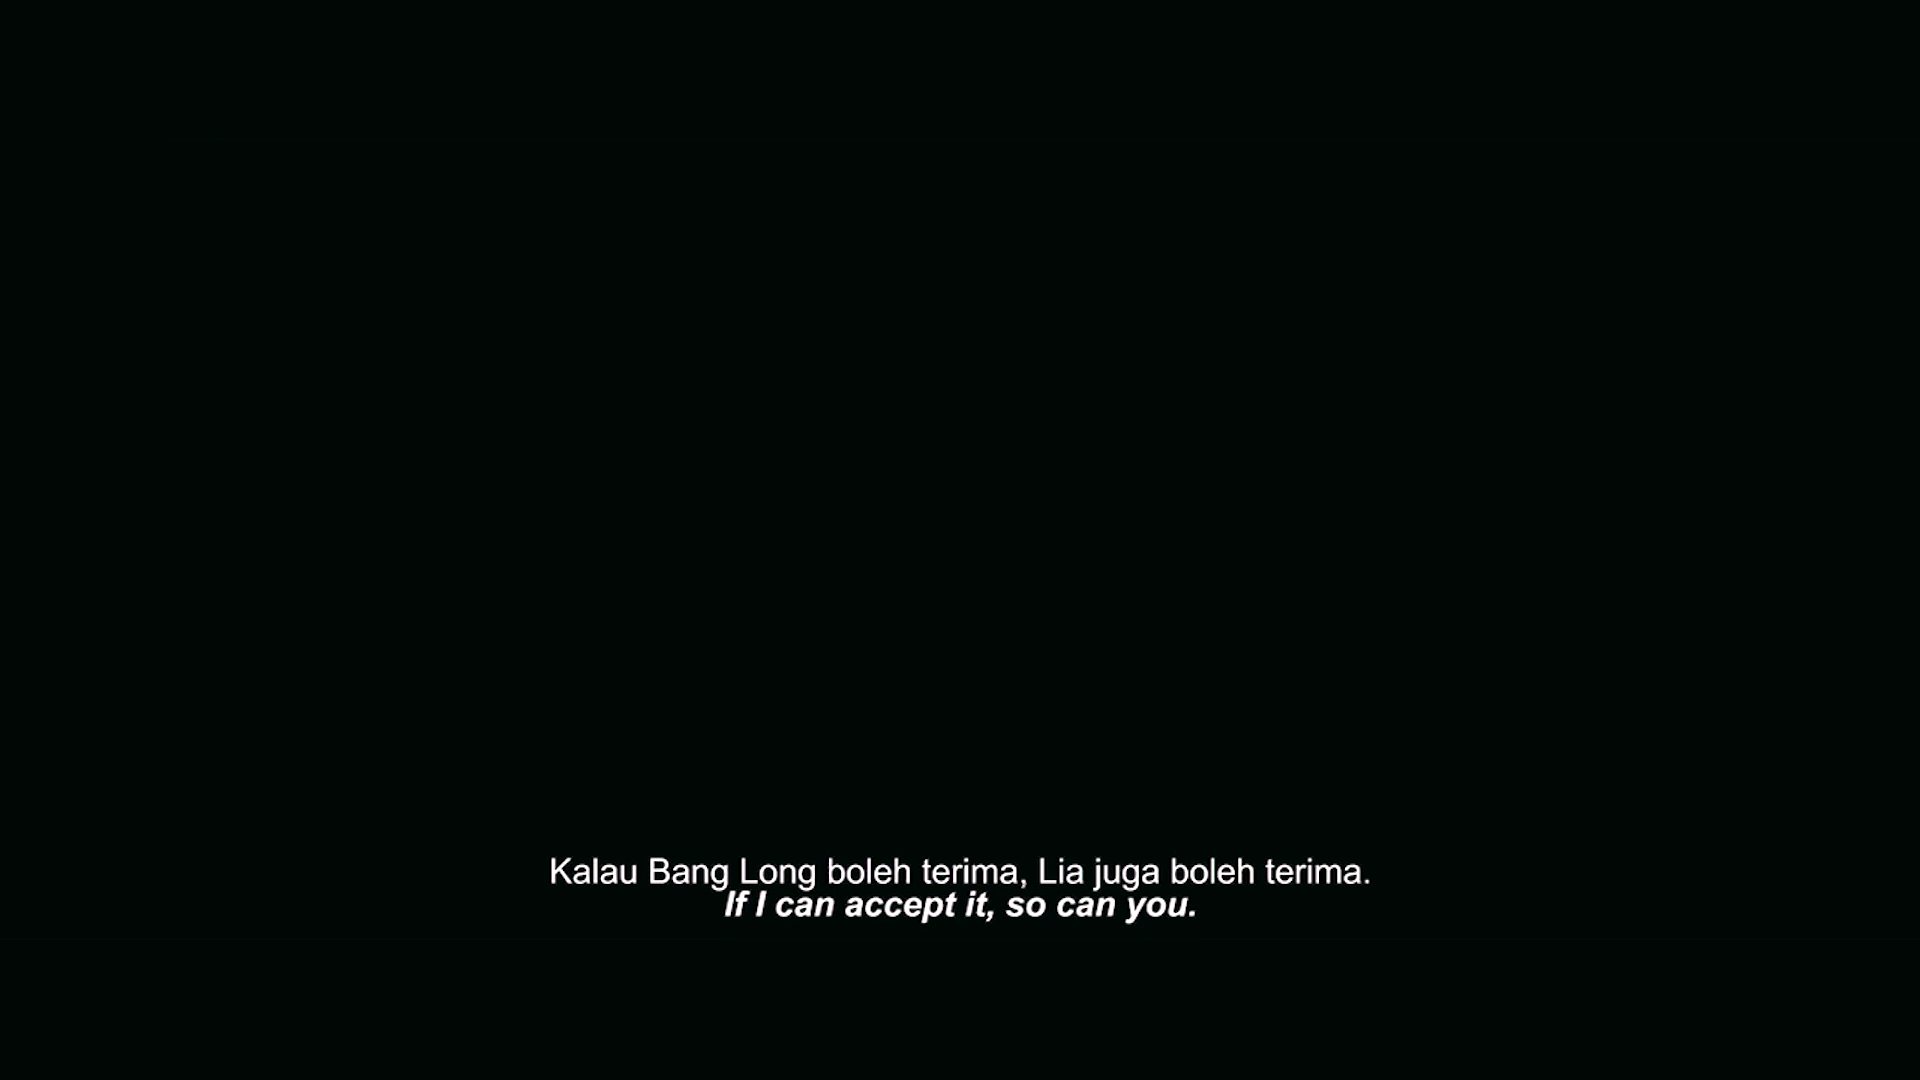 Kalau Bang Long boleh terima, Lia juga boleh terima.
If I can accept it, so can you.